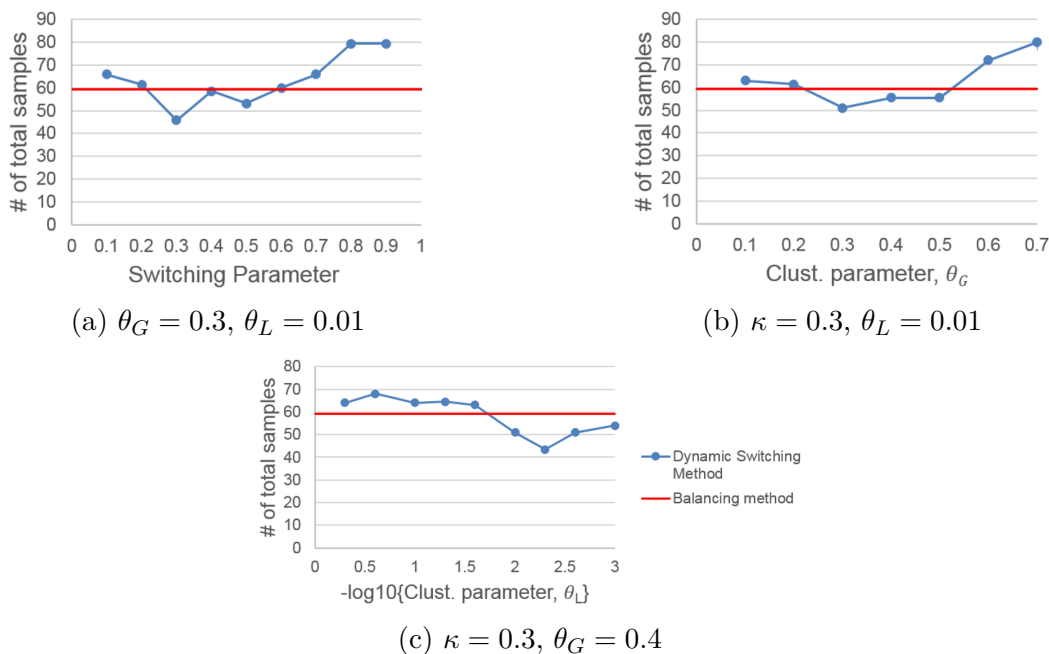 # of total samples
90
80
70
60
50
40
30
20
10
0
0 0.1 0.2 0.3 0.4 0.5 0.6 0.7 0.8 0.9 1
Switching Parameter
(a) θ_G = 0.3, θ_L = 0.01
# of total samples
90
80
70
60
50
40
30
20
10
0
0 0.1 0.2 0.3 0.4 0.5 0.6 0.7
Clust. parameter, θ_G
(b) κ = 0.3, θ_L = 0.01
# of total samples
80
70
60
50
40
30
20
10
0
0 0.5 1 1.5 2 2.5 3
-log10{Clust. parameter, θ_L}
Dynamic Switching
Method
Balancing method
(c) κ = 0.3, θ_G = 0.4